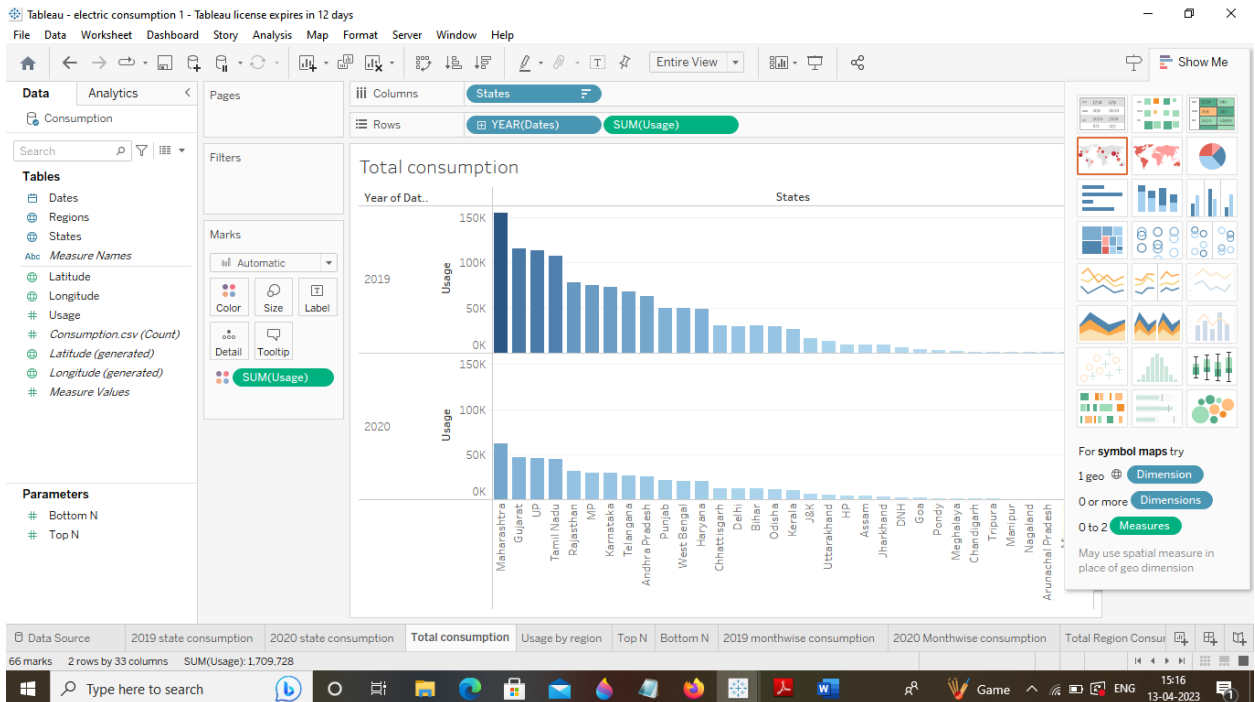 Tableau - electric consumption 1 - Tableau license expires in 12 days
File Data Worksheet Dashboard Story Analysis Map Format Server Window Help
Entire View
Show Me
Data Analytics
Consumption
Search
Tables
Dates
Regions
States
Abc Measure Names
Latitude
Longitude
# Usage
# Consumption.csv (Count)
Latitude (generated)
Longitude (generated)
# Measure Values
Parameters
# Bottom N
# Top N
Pages
Filters
Marks
Automatic
Color Size Label
Detail Tooltip
SUM(Usage)
iii Columns States
Rows YEAR(Dates) SUM(Usage)
Total consumption
Year of Dat..
States
2019
Usage
150K
100K
50K
0K
2020
Usage
150K
100K
50K
0K
Maharashtra
Gujarat
UP
Tamil Nadu
Rajasthan
MP
Karnataka
Telangana
Andhra Pradesh
Punjab
West Bengal
Haryana
Chhattisgarh
Delhi
Bihar
Odisha
Kerala
J&K
Uttarakhand
HP
Assam
Jharkhand
DNH
Goa
Pondy
Meghalaya
Chandigarh
Tripura
Manipur
Nagaland
Arunachal Pradesh
For symbol maps try
1 geo Dimension
0 or more Dimensions
0 to 2 Measures
May use spatial measure in
place of geo dimension
Data Source 2019 state consumption 2020 state consumption Total consumption Usage by region Top N Bottom N 2019 monthwise consumption 2020 Monthwise consumption Total Region Consur
66 marks 2 rows by 33 columns SUM(Usage): 1,709,728
Type here to search
Game
ENG
15:16
13-04-2023